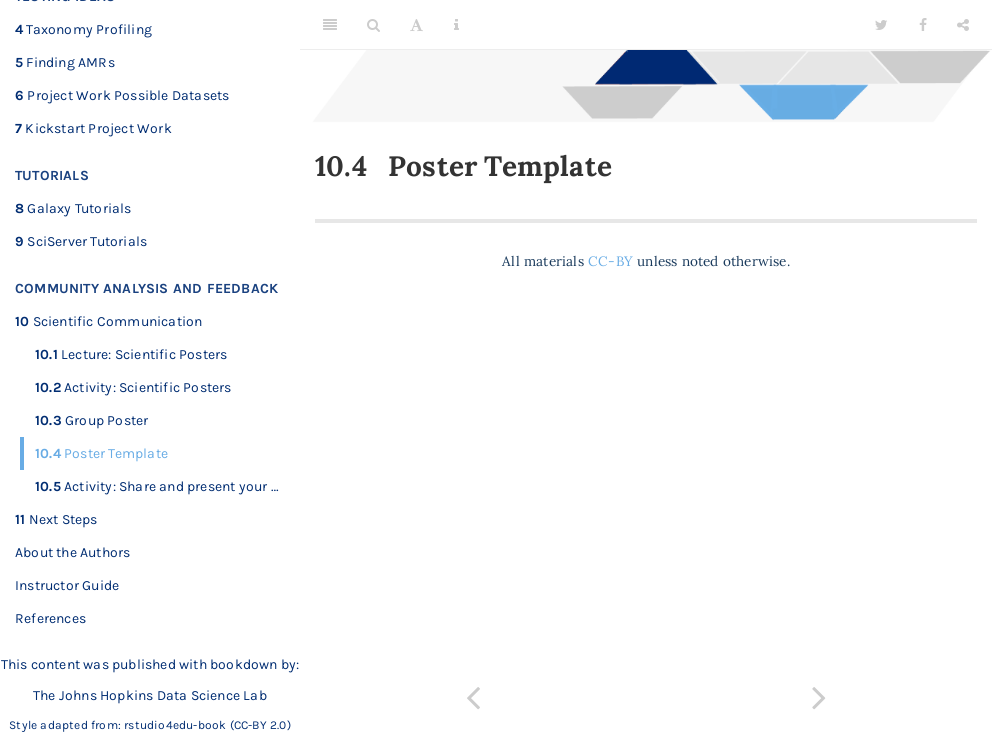 4 Taxonomy Profiling
5 Finding AMRs
6 Project Work Possible Datasets
7 Kickstart Project Work
TUTORIALS
8 Galaxy Tutorials
9 SciServer Tutorials
COMMUNITY ANALYSIS AND FEEDBACK
10 Scientific Communication
10.1 Lecture: Scientific Posters
10.2 Activity: Scientific Posters
10.3 Group Poster
10.4 Poster Template
10.5 Activity: Share and present your ...
11 Next Steps
About the Authors
Instructor Guide
References
This content was published with bookdown by:
The Johns Hopkins Data Science Lab
Style adapted from: rstudio4edu-book (CC-BY 2.0)
A
10.4 Poster Template
All materials CC-BY unless noted otherwise.